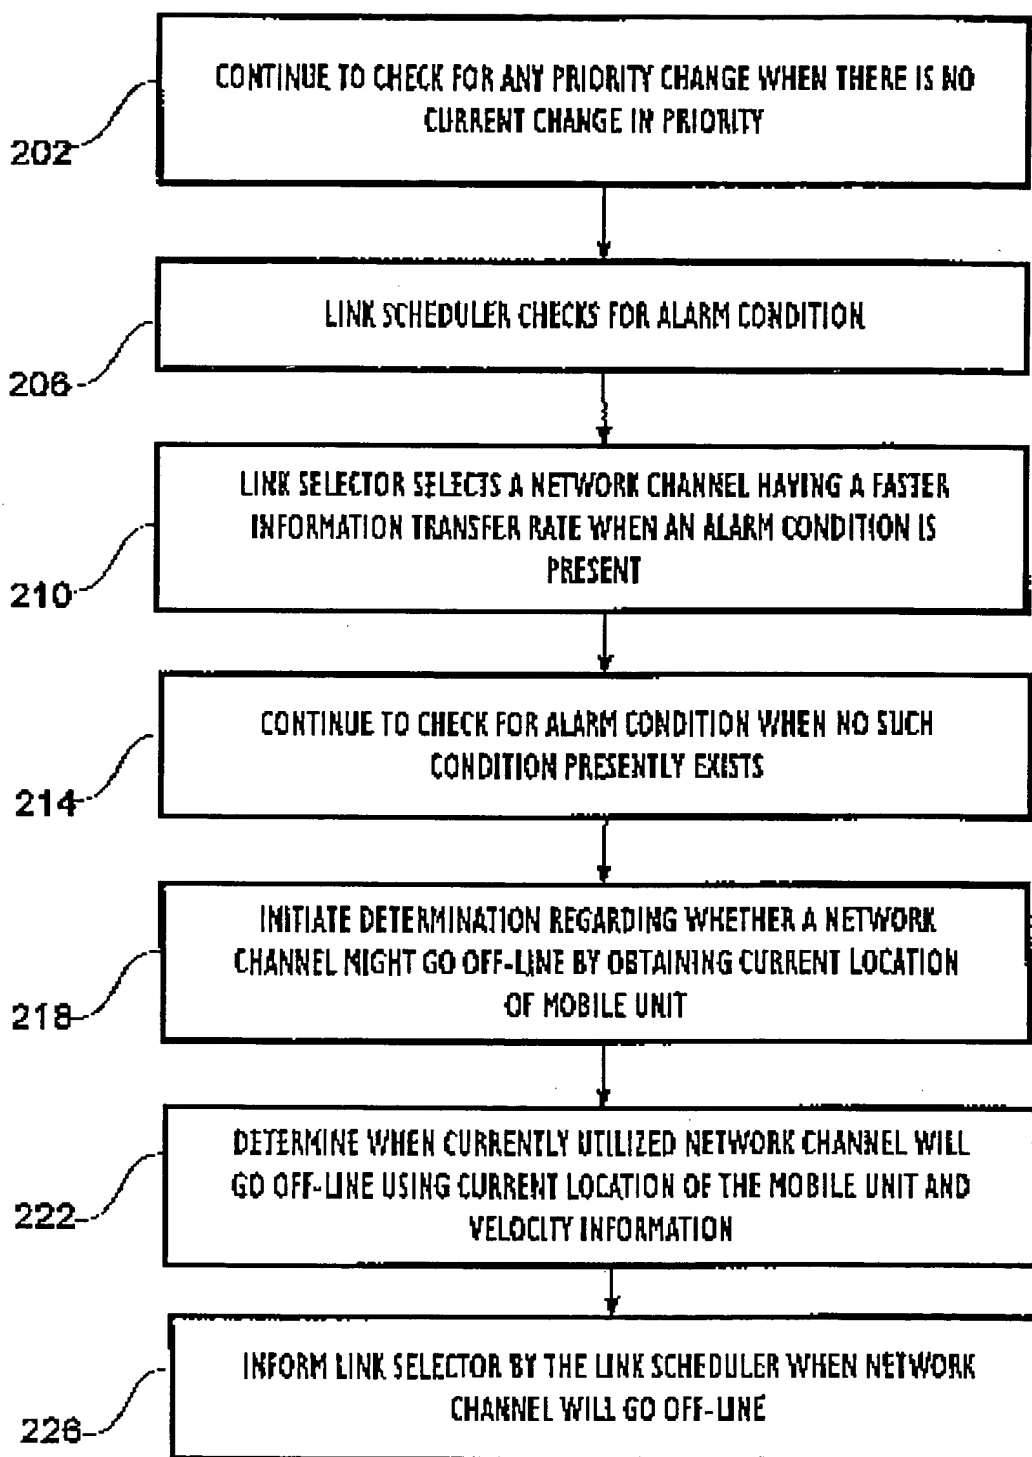 CONTINUE TO CHECK FOR ANY PRIORITY CHANGE WHEN THERE IS NO
CURRENT CHANGE IN PRIORITY
202
LINK SCHEDULER CHECKS FOR ALARM CONDITION
206
LINK SELECTOR SELECTS A NETWORK CHANNEL HAVING A FASTER
INFORMATION TRANSFER RATE WHEN AN ALARM CONDITION IS
PRESENT
210
CONTINUE TO CHECK FOR ALARM CONDITION WHEN NO SUCH
CONDITION PRESENTLY EXISTS
214
INITIATE DETERMINATION REGARDING WHETHER A NETWORK
CHANNEL MIGHT GO OFF-LINE BY OBTAINING CURRENT LOCATION
OF MOBILE UNIT
218
DETERMINE WHEN CURRENTLY UTILIZED NETWORK CHANNEL WILL
GO OFF-LINE USING CURRENT LOCATION OF THE MOBILE UNIT AND
VELOCITY INFORMATION
222
INFORM LINK SELECTOR BY THE LINK SCHEDULER WHEN NETWORK
CHANNEL WILL GO OFF-LINE
226